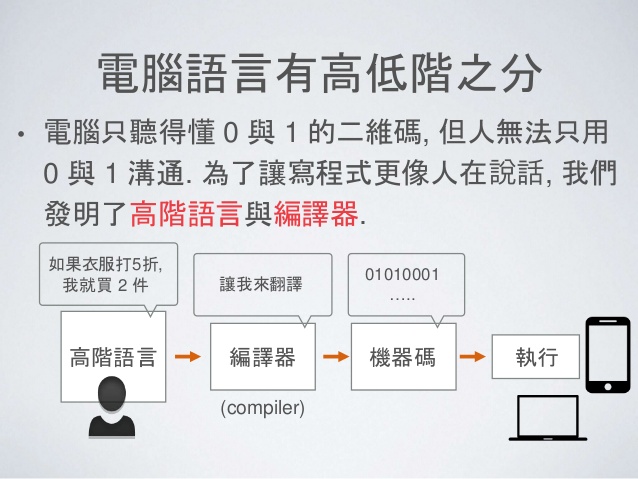 電腦語言有高低階之分
• 電腦只聽得懂 0 與 1 的二維碼, 但人無法只用
0 與 1 溝通. 為了讓寫程式更像人在說話, 我們
發明了高階語言與編譯器.
如果衣服打5折,
我就買 2 件
讓我來翻譯
01010001
…..
高階語言
編譯器
機器碼
執行
(compiler)